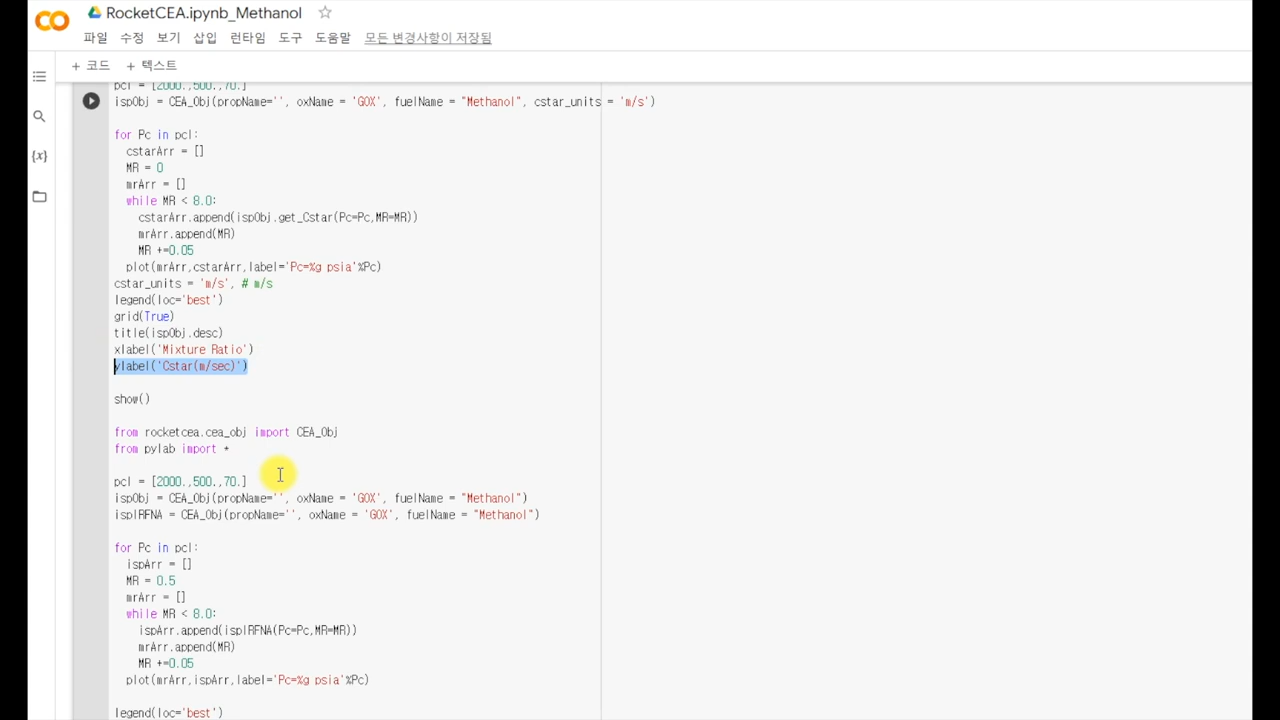 RocketCEA.ipynb_Methanol
파일 수정 보기 삽입 런타임 도구 도움말 모든 변경사항이 저장됨
+ 코드 + 텍스트
pcl = [2000.,500.,70.]
ispObj = CEA_Obj(propName='', oxName = 'GOX', fuelName = "Methanol", cstar_units = 'm/s')
for Pc in pcl:
cstarArr = []
MR = 0
mrArr = []
while MR < 8.0:
cstarArr.append(ispObj.get_Cstar(Pc=Pc,MR=MR))
mrArr.append(MR)
MR +=0.05
plot(mrArr,cstarArr,label='Pc=%g psia'%Pc)
cstar_units = 'm/s', # m/s
legend(loc='best')
grid(True)
title(ispObj.desc)
xlabel('Mixture Ratio')
ylabel('Cstar(m/sec)')
show()
from rocketcea.cea_obj import CEA_Obj
from pylab import *
pcl = [2000.,500.,70.]
ispObj = CEA_Obj(propName='', oxName = 'GOX', fuelName = "Methanol")
ispIRFNA = CEA_Obj(propName='', oxName = 'GOX', fuelName = "Methanol")
for Pc in pcl:
ispArr = []
MR = 0.5
mrArr = []
while MR < 8.0:
ispArr.append(ispIRFNA(Pc=Pc,MR=MR))
mrArr.append(MR)
MR +=0.05
plot(mrArr,ispArr,label='Pc=%g psia'%Pc)
legend(loc='best')